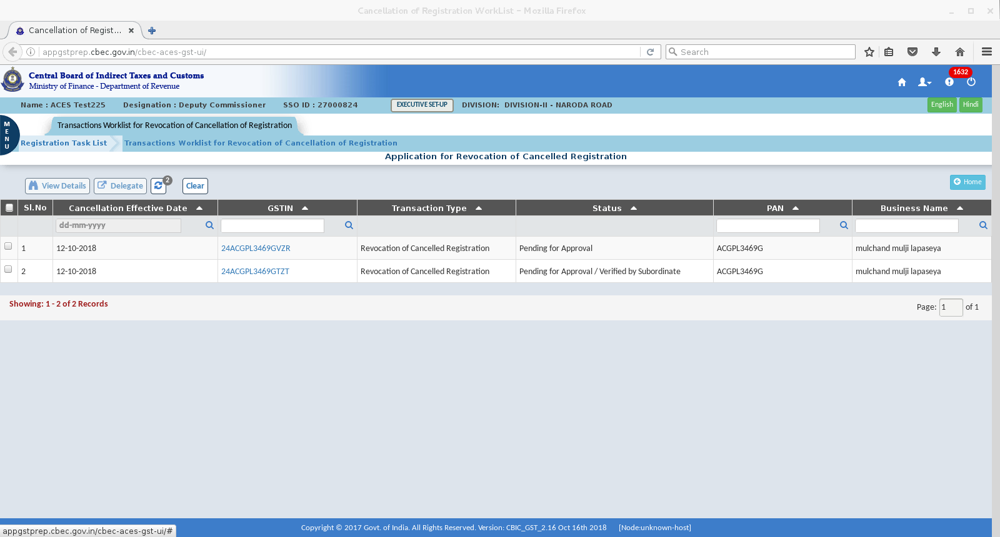 Cancellation of Registration WorkList - Mozilla Firefox
Cancellation of Regist...
appgstprep.cbec.gov.in/cbec-aces-gst-ui/
Search
Central Board of Indirect Taxes and Customs
Ministry of Finance - Department of Revenue
1632
Name : ACES Test225 Designation : Deputy Commissioner SSO ID : 27000824 EXECUTIVE SET-UP DIVISION: DIVISION-II - NARODA ROAD English Hindi
MENU
Transactions Worklist for Revocation of Cancellation of Registration
Registration Task List Transactions Worklist for Revocation of Cancellation of Registration
Application for Revocation of Cancelled Registration
View Details Delegate 2 Clear Home
Sl.No Cancellation Effective Date GSTIN Transaction Type Status PAN Business Name
dd-mm-yyyy
1 12-10-2018 24ACGPL3469GVZR Revocation of Cancelled Registration Pending for Approval ACGPL3469G mulchand mulji lapaseya
2 12-10-2018 24ACGPL3469GTZT Revocation of Cancelled Registration Pending for Approval / Verified by Subordinate ACGPL3469G mulchand mulji lapaseya
Showing: 1 - 2 of 2 Records
Page: 1 of 1
Copyright © 2017 Govt. of India. All Rights Reserved. Version: CBIC_GST_2.16 Oct 16th 2018 [Node:unknown-host]
appgstprep.cbec.gov.in/cbec-aces-gst-ui/#